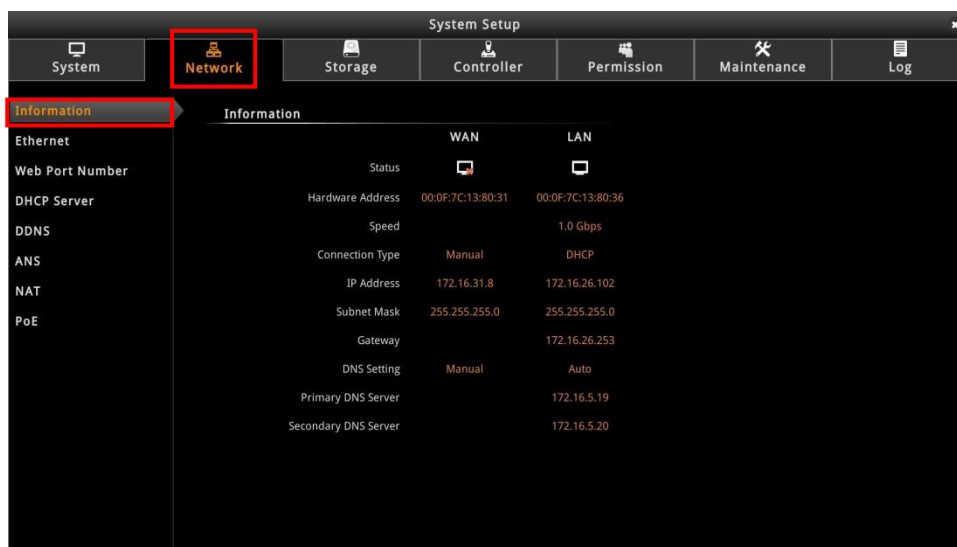 System Setup
System Network Storage Controller Permission Maintenance Log
Information
Ethernet
Web Port Number
DHCP Server
DDNS
ANS
NAT
PoE
Information
WAN LAN
Status
Hardware Address 00:0F:7C:13:80:31 00:0F:7C:13:80:36
Speed 1.0 Gbps
Connection Type Manual DHCP
IP Address 172.16.31.8 172.16.26.102
Subnet Mask 255.255.255.0 255.255.255.0
Gateway 172.16.26.253
DNS Setting Manual Auto
Primary DNS Server 172.16.5.19
Secondary DNS Server 172.16.5.20